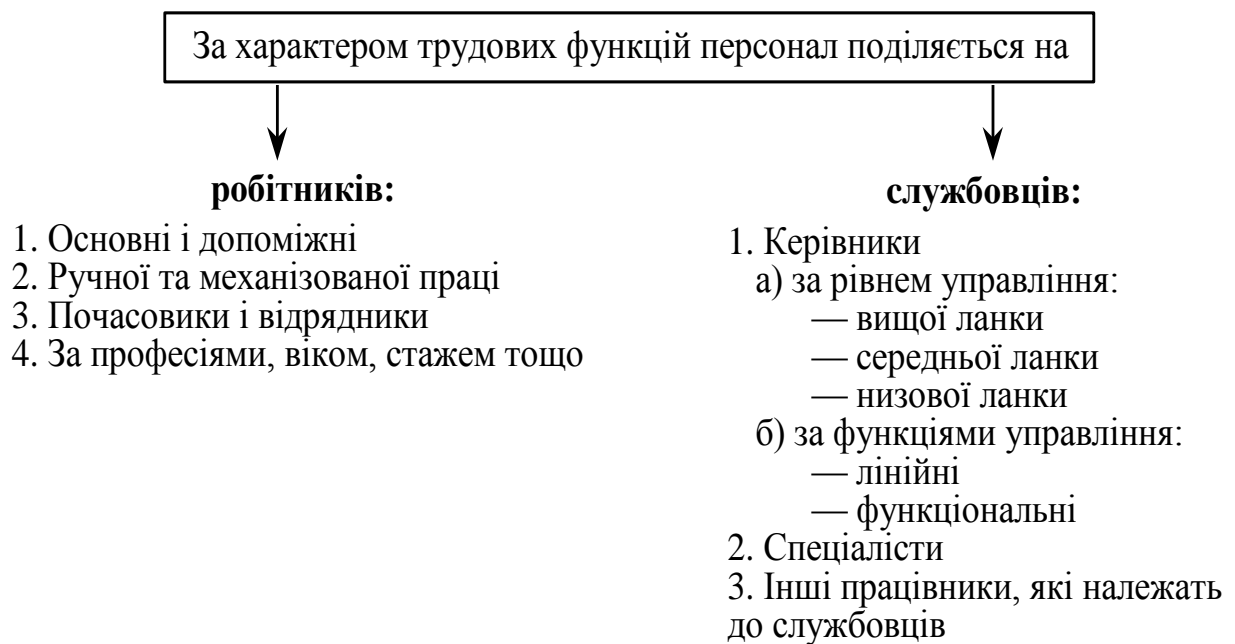 За характером трудових функцій персонал поділяється на
робітників:
1. Основні і допоміжні
2. Ручної та механізованої праці
3. Почасовики і відрядники
4. За професіями, віком, стажем тощо
службовців:
1. Керівники
а) за рівнем управління:
— вищої ланки
— середньої ланки
— низової ланки
б) за функціями управління:
— лінійні
— функціональні
2. Спеціалісти
3. Інші працівники, які належать
до службовців